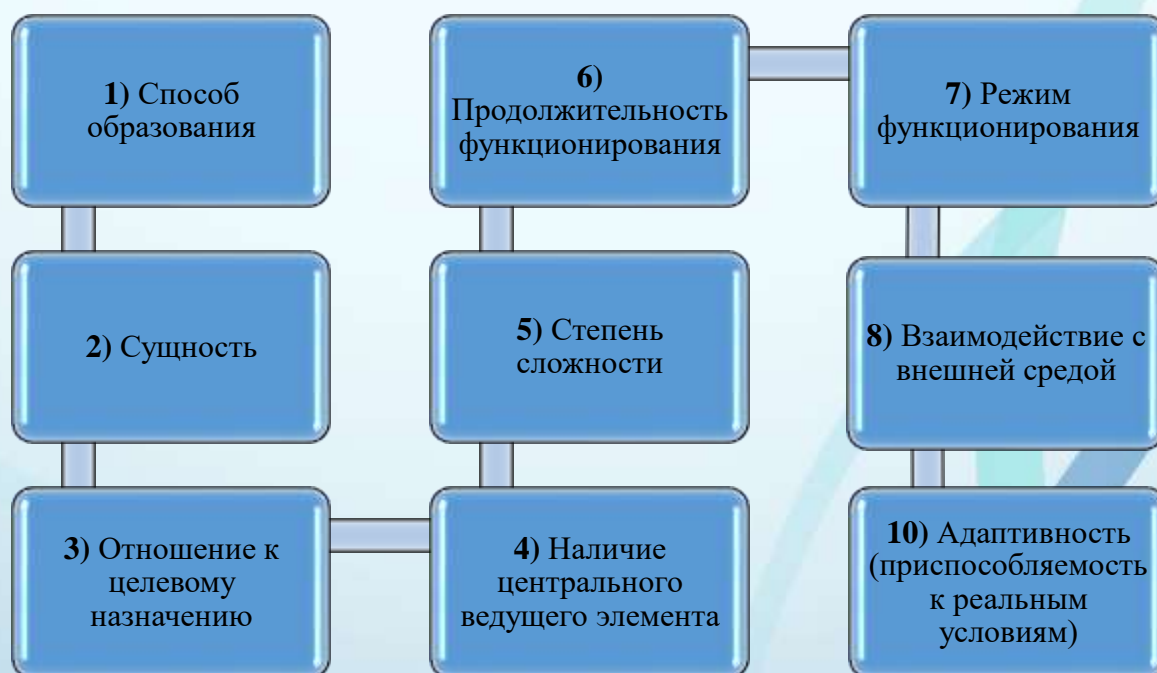 1) Способ
образования
2) Сущность
3) Отношение к
целевому
назначению
4) Наличие
центрального
ведущего элемента
5) Степень
сложности
6)
Продолжительность
функционирования
7) Режим
функционирования
8) Взаимодействие с
внешней средой
10) Адаптивность
(приспособляемость
к реальным
условиям)